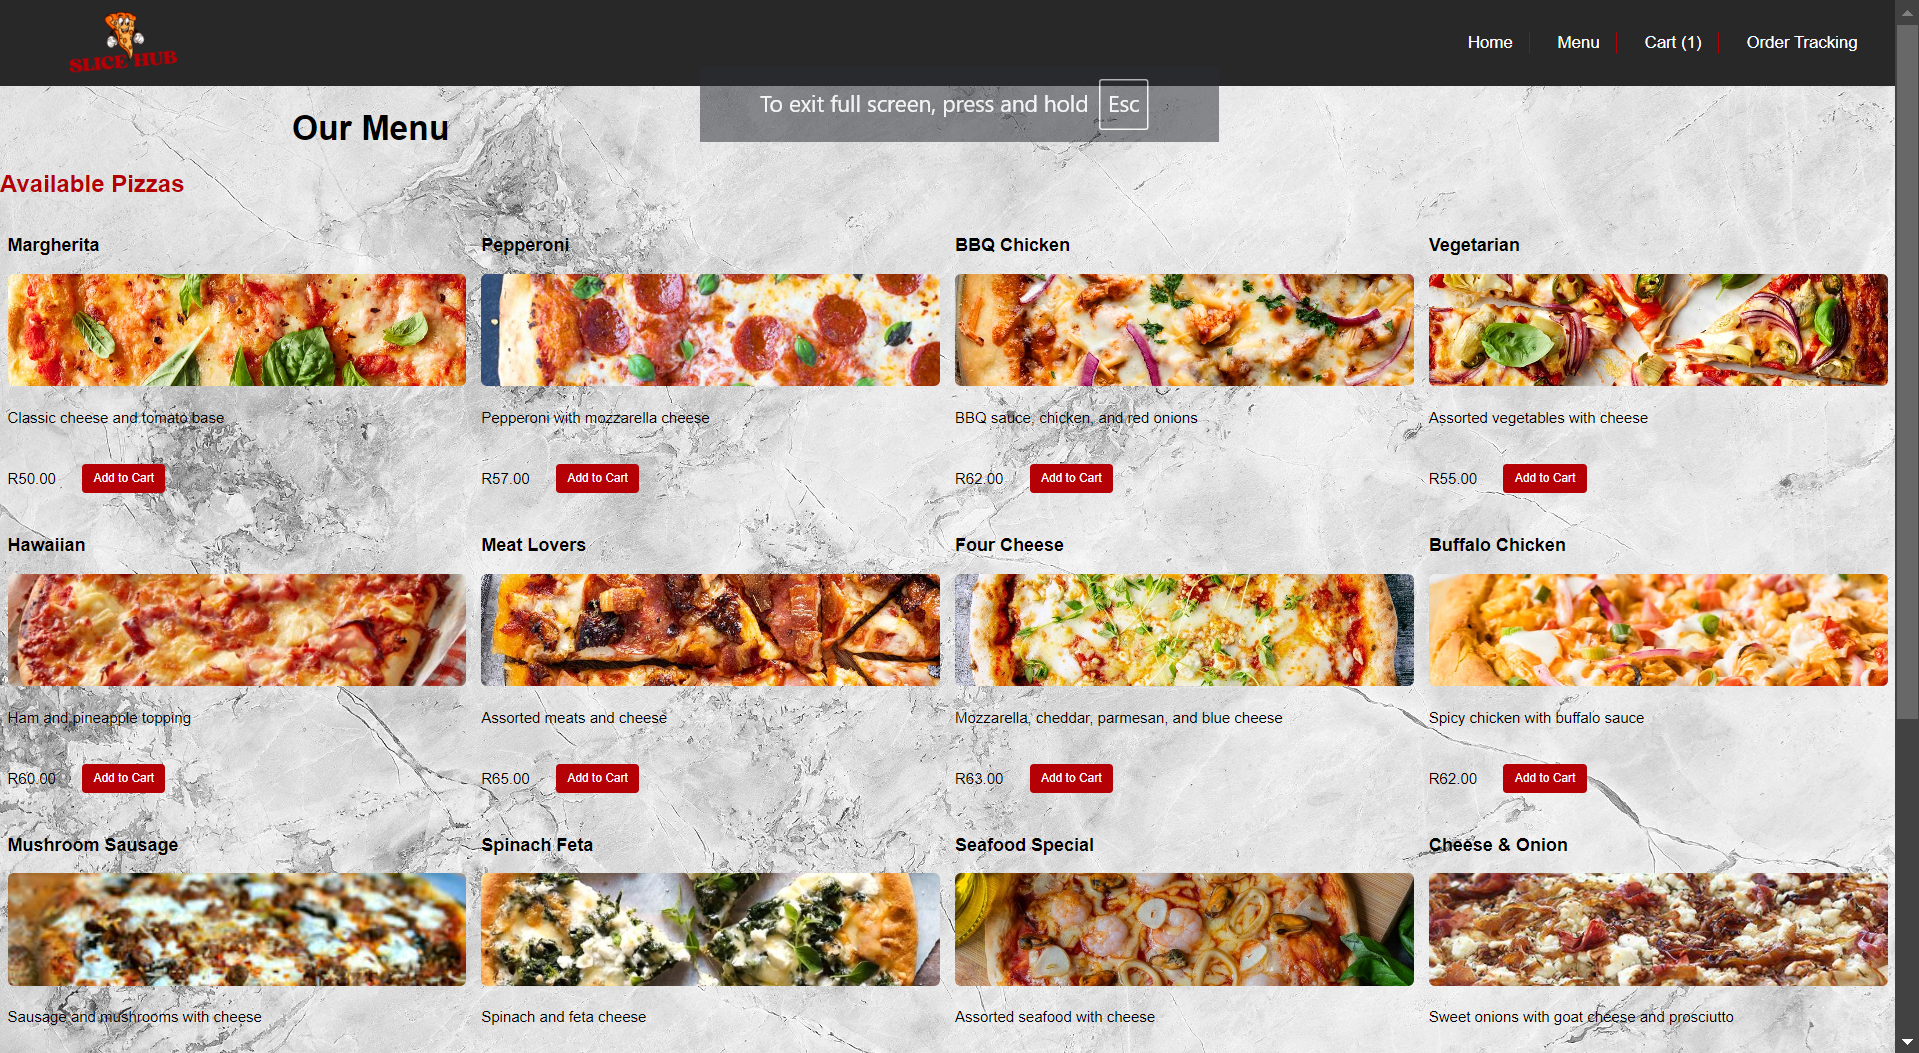 SLICE HUB
Home
Menu
Cart (1)
Order Tracking
To exit full screen, press and hold Esc
Our Menu
Available Pizzas
Margherita
Pepperoni
BBQ Chicken
Vegetarian
Classic cheese and tomato base
Pepperoni with mozzarella cheese
BBQ sauce, chicken, and red onions
Assorted vegetables with cheese
R50.00 Add to Cart
R57.00 Add to Cart
R62.00 Add to Cart
R55.00 Add to Cart
Hawaiian
Meat Lovers
Four Cheese
Buffalo Chicken
Ham and pineapple topping
Assorted meats and cheese
Mozzarella, cheddar, parmesan, and blue cheese
Spicy chicken with buffalo sauce
R60.00 Add to Cart
R65.00 Add to Cart
R63.00 Add to Cart
R62.00 Add to Cart
Mushroom Sausage
Spinach Feta
Seafood Special
Cheese & Onion
Sausage and mushrooms with cheese
Spinach and feta cheese
Assorted seafood with cheese
Sweet onions with goat cheese and prosciutto